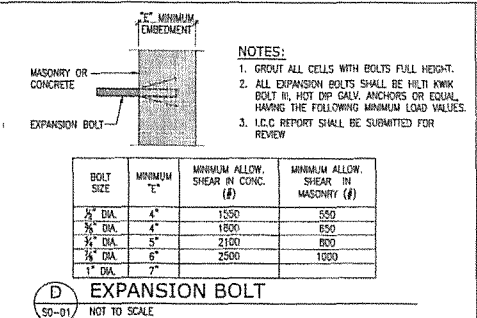 "E" MINIMUM
EMBEDMENT
MASONRY OR
CONCRETE
EXPANSION BOLT
NOTES:
1. GROUT ALL CELLS WITH BOLTS FULL HEIGHT.
2. ALL EXPANSION BOLTS SHALL BE HILTI KWIK
BOLT III, HOT DIP GALV. ANCHORS OR EQUAL
HAVING THE FOLLOWING MINIMUM LOAD VALUES.
3. I.C.C REPORT SHALL BE SUBMITTED FOR
REVIEW
BOLT SIZE MINIMUM "E" MINIMUM ALLOW. SHEAR IN CONC. (#) MINIMUM ALLOW. SHEAR IN MASONRY (#)
½" DIA. 4" 1550 550
⅝" DIA. 4" 1800 650
¾" DIA. 5" 2100 800
⅞" DIA. 6" 2500 1000
1" DIA. 7"
D EXPANSION BOLT
SO-01 NOT TO SCALE